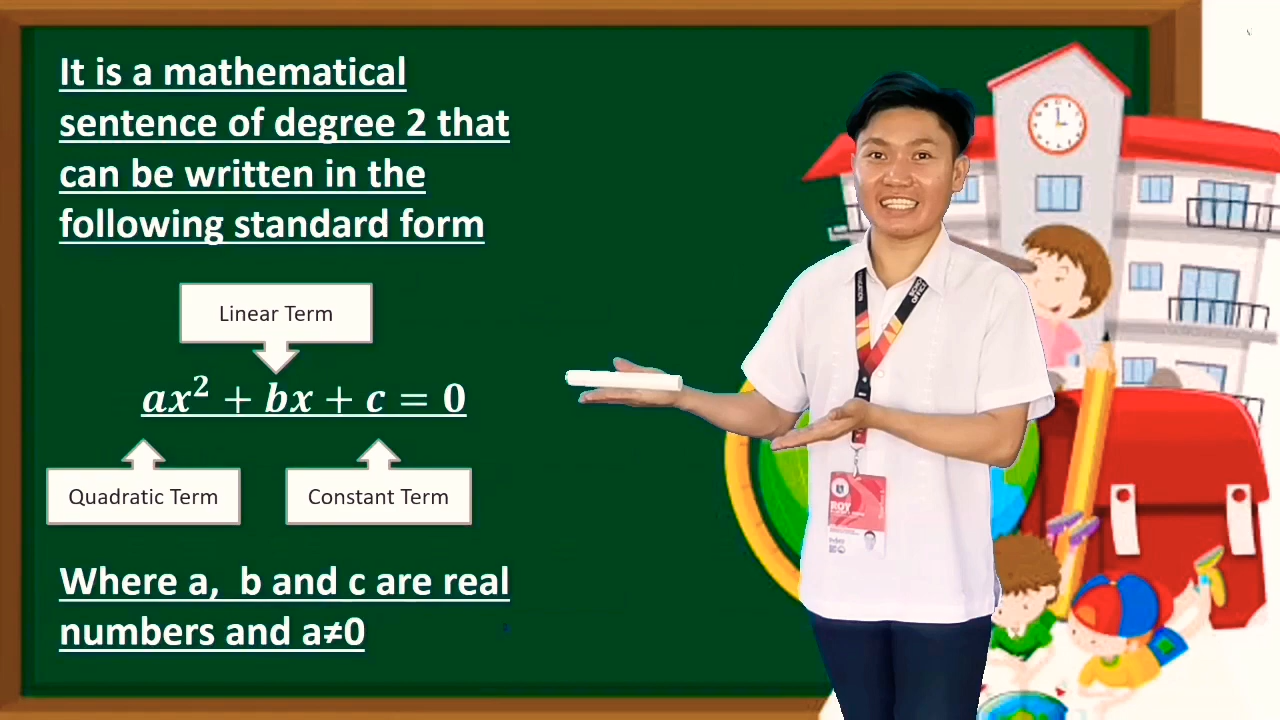 It is a mathematical
sentence of degree 2 that
can be written in the
following standard form
Linear Term
ax² + bx + c = 0
Quadratic Term
Constant Term
Where a,  b and c are real
numbers and a≠0
ROY